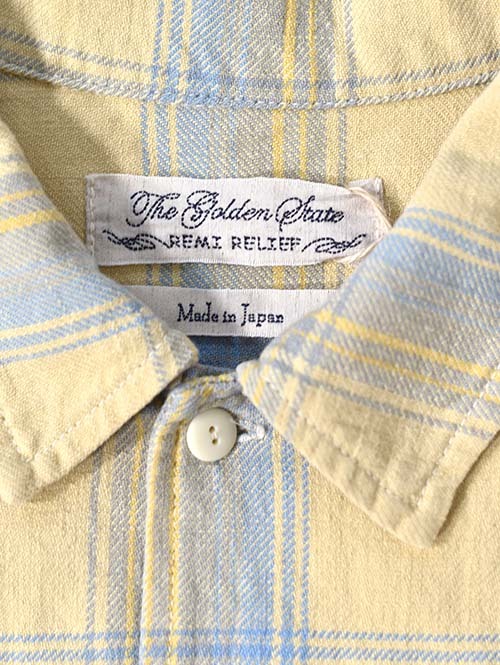 The Golden State
REMI RELIEF
Made in Japan